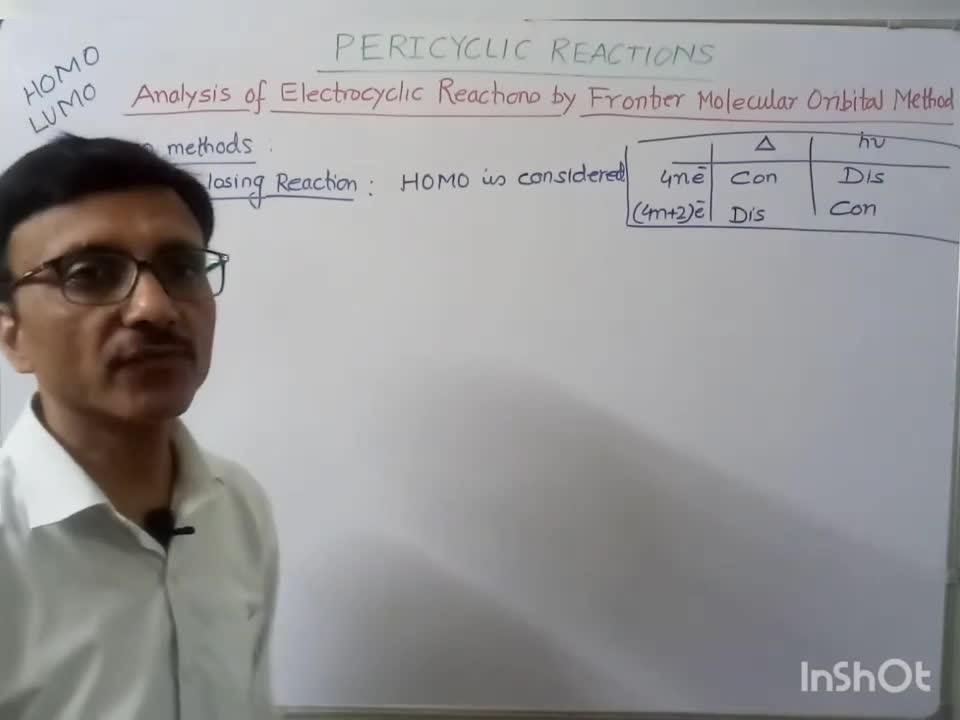 PERICYCLIC REACTIONS
HOMO
LUMO
Analysis of Electrocyclic Reactions by Frontier Molecular Oribital Method
methods :
losing Reaction : HOMO is considered
Δ hν
4nē Con Dis
(4n+2)ē Dis Con
InShOt